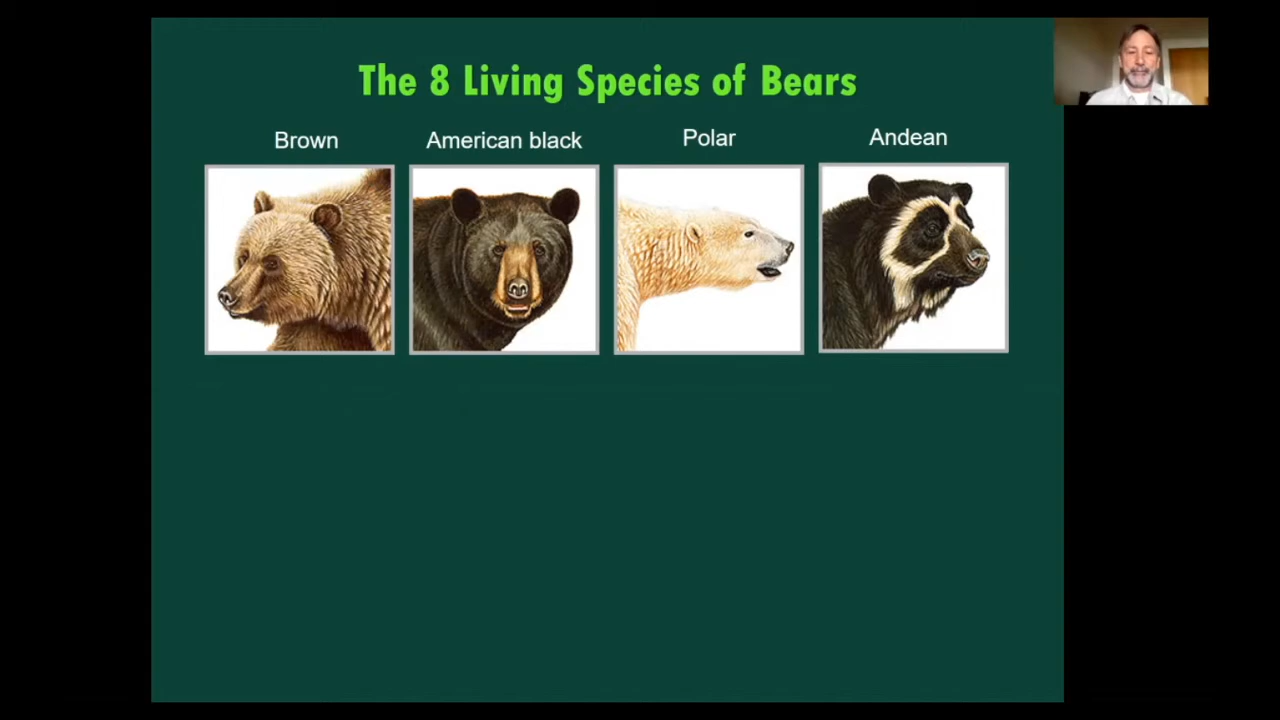 The 8 Living Species of Bears
Brown
American black
Polar
Andean